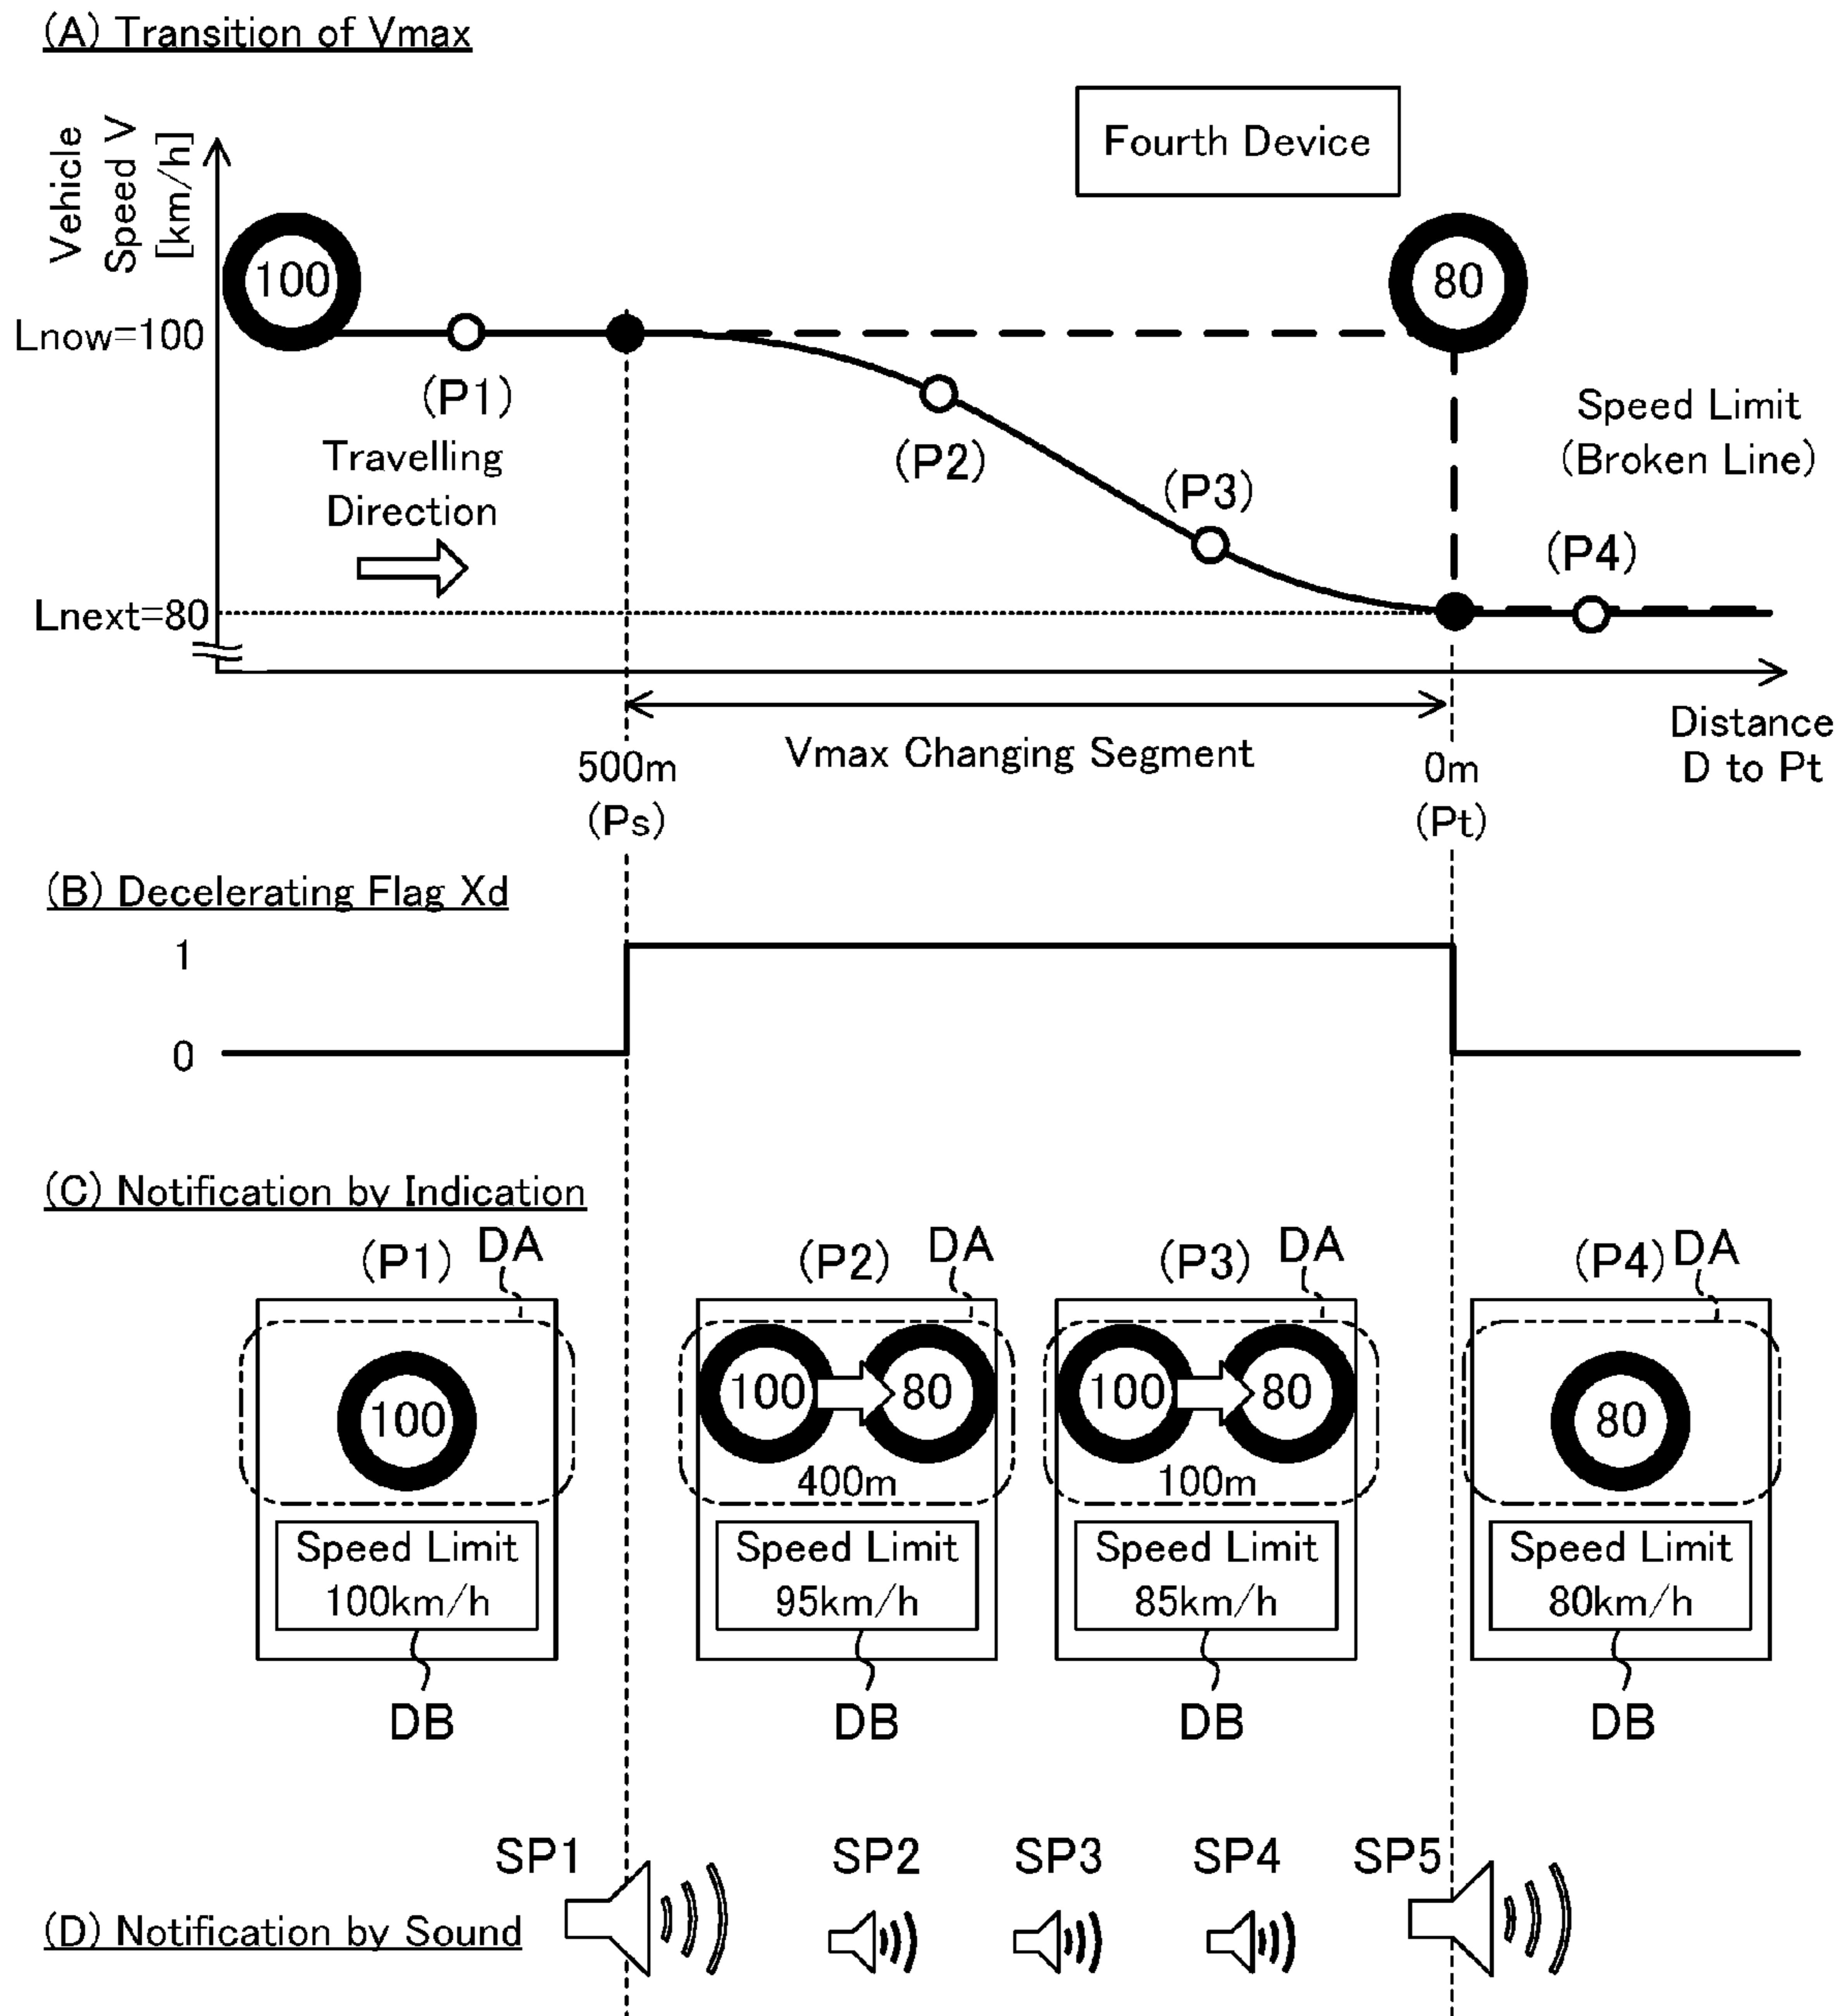 (A) Transition of Vmax
Fourth Device
Vehicle
Speed V
[km/h]
100
80
Lnow=100
(P1)
Speed Limit
(Broken Line)
(P2)
Travelling
Direction
(P3)
(P4)
Lnext=80
Distance
D to Pt
Vmax Changing Segment
500m
(Ps)
0m
(Pt)
(B) Decelerating Flag Xd
1
0
(C) Notification by Indication
(P1) DA
(P2) DA
(P3) DA
(P4) DA
100
100 80
100 80
80
400m
100m
Speed Limit
100km/h
Speed Limit
95km/h
Speed Limit
85km/h
Speed Limit
80km/h
DB
DB
DB
DB
SP1
SP2
SP3
SP4
SP5
(D) Notification by Sound